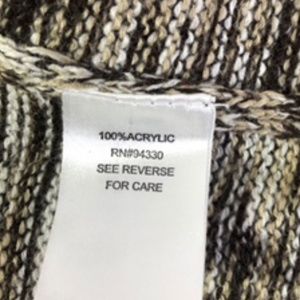 100%ACRYLIC
RN#94330
SEE REVERSE
FOR CARE